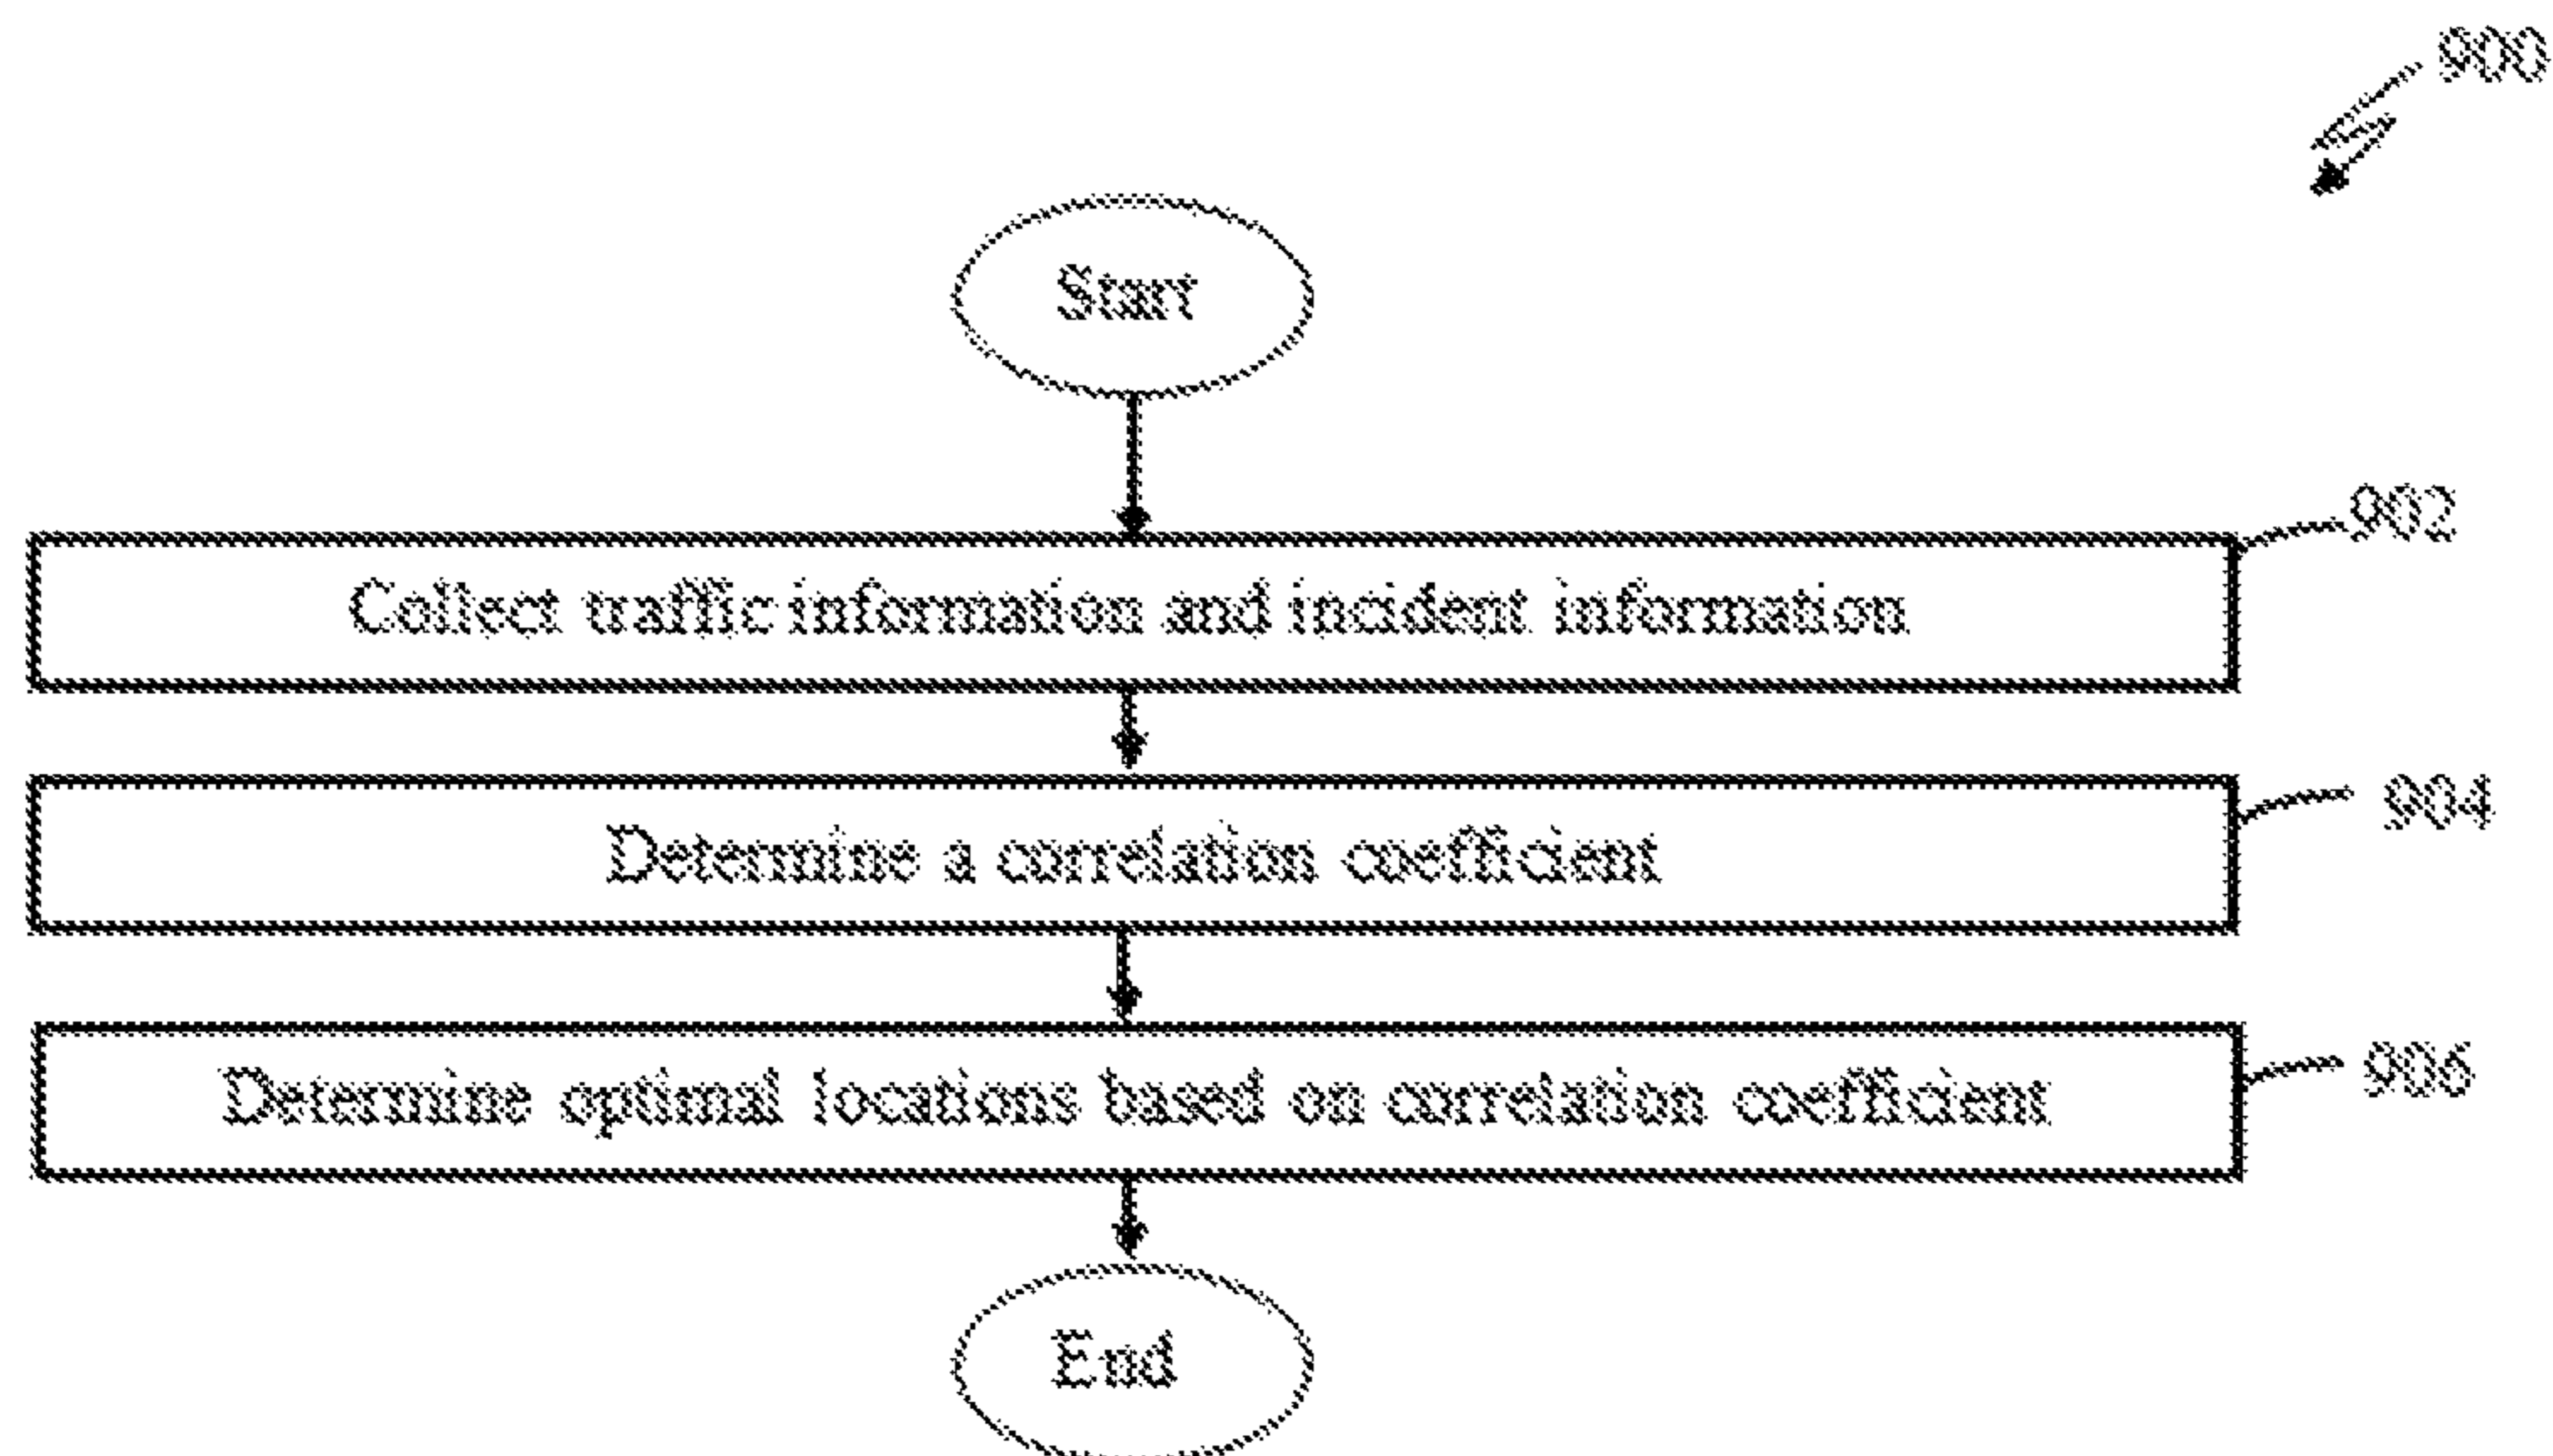 900
Start
902
Collect traffic information and incident information
904
Determine a correlation coefficient
906
Determine optimal locations based on correlation coefficient
End